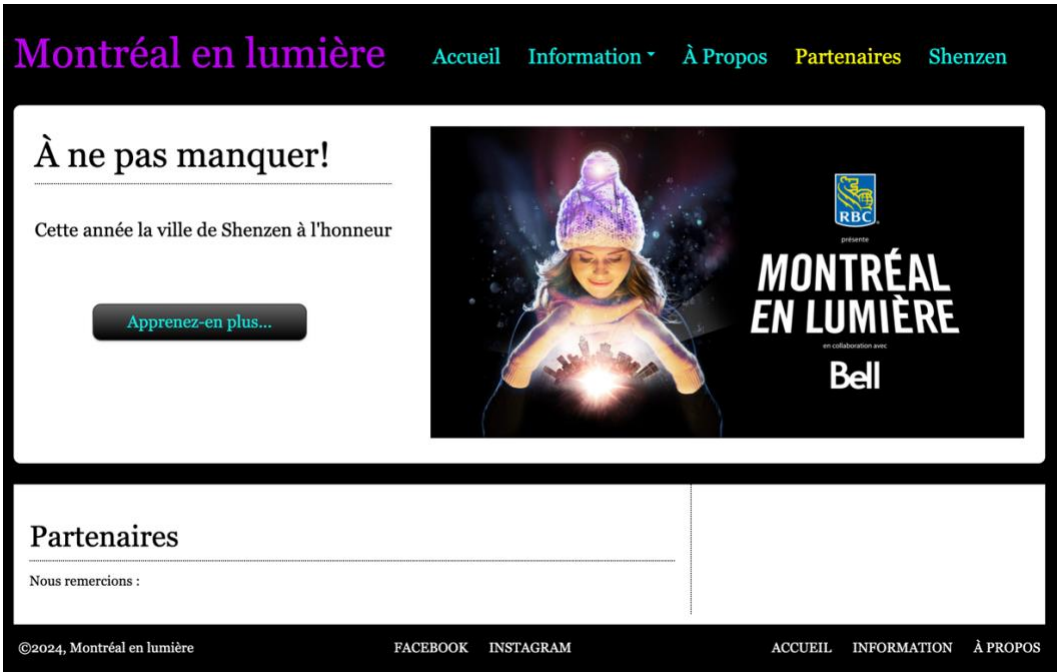 Montréal en lumière
Accueil Information À Propos Partenaires Shenzen
À ne pas manquer!
Cette année la ville de Shenzen à l'honneur
Apprenez-en plus...
RBC
présente
MONTRÉAL
EN LUMIÈRE
en collaboration avec
Bell
Partenaires
Nous remercions :
©2024, Montréal en lumière FACEBOOK INSTAGRAM ACCUEIL INFORMATION À PROPOS